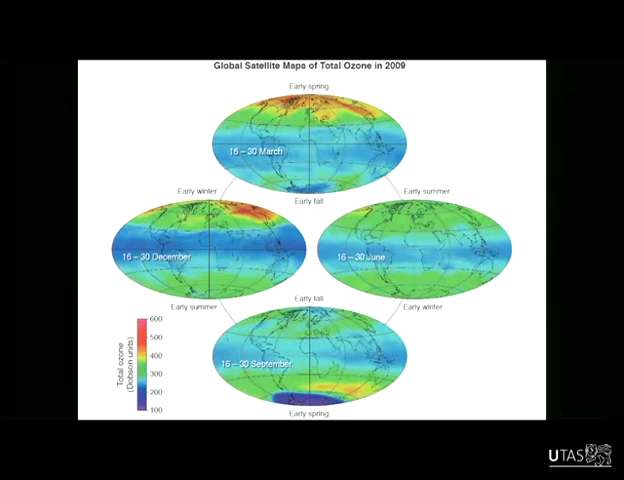 Global Satellite Maps of Total Ozone in 2009
Early spring
16 – 30 March
Early fall
Early winter
16 – 30 December
Early summer
Early summer
16 – 30 June
Early winter
Early fall
16 – 30 September
Early spring
Total ozone
(Dobson units)
600
500
400
300
200
100
UTAS